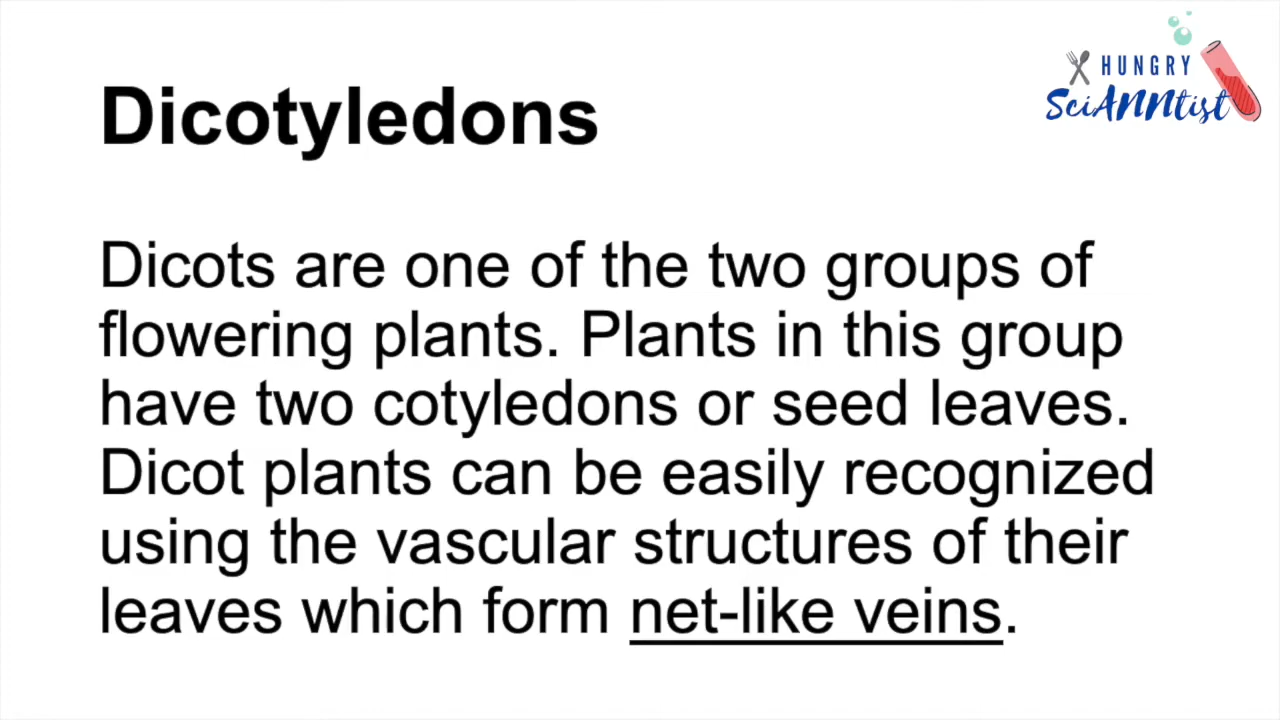 HUNGRY
SciANNtist
Dicotyledons
Dicots are one of the two groups of
flowering plants. Plants in this group
have two cotyledons or seed leaves.
Dicot plants can be easily recognized
using the vascular structures of their
leaves which form net-like veins.